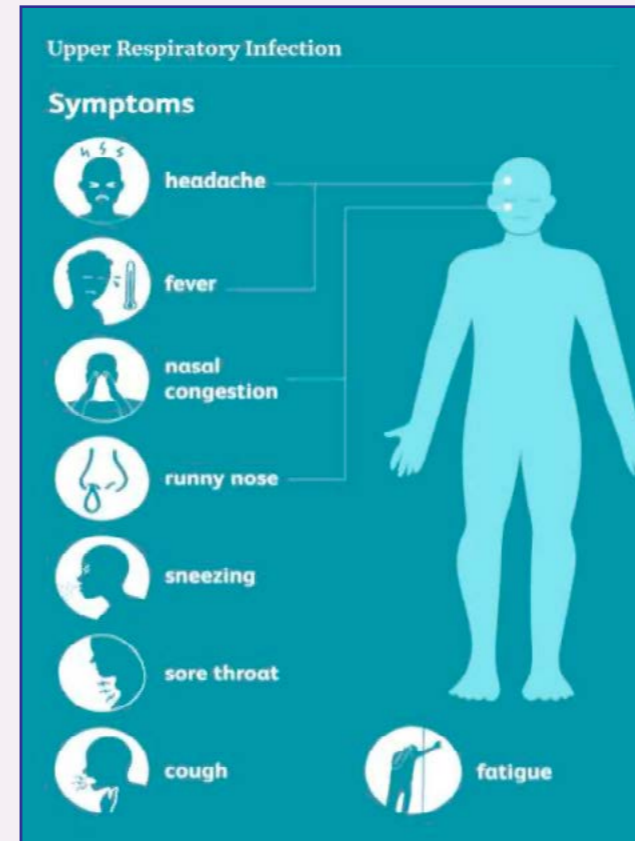 Upper Respiratory Infection
Symptoms
headache
fever
nasal
congestion
runny nose
sneezing
sore throat
cough
fatigue